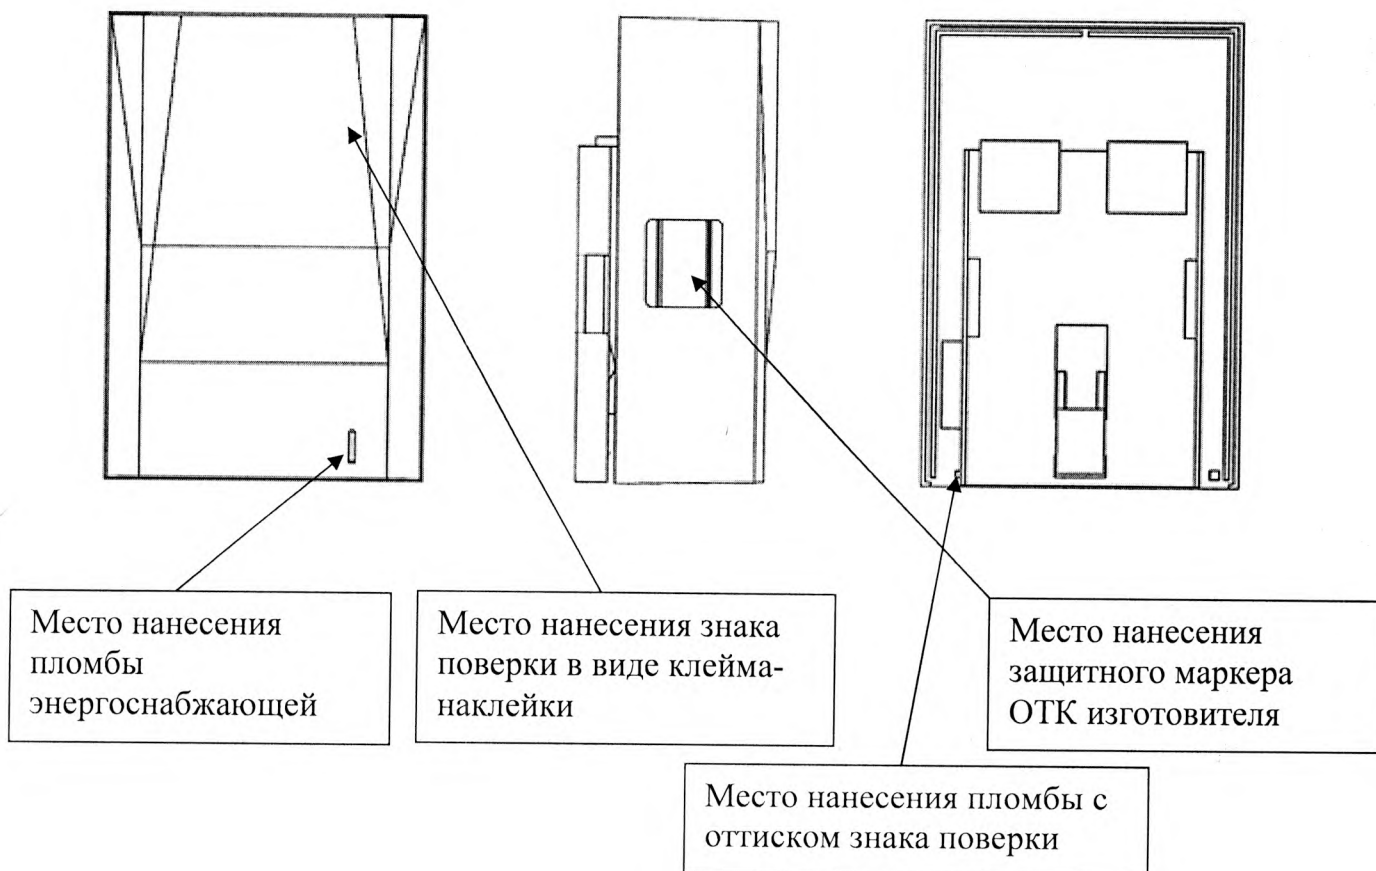 Место нанесения
пломбы
энергоснабжающей
Место нанесения знака
поверки в виде клейма-
наклейки
Место нанесения
защитного маркера
ОТК изготовителя
Место нанесения пломбы с
оттиском знака поверки